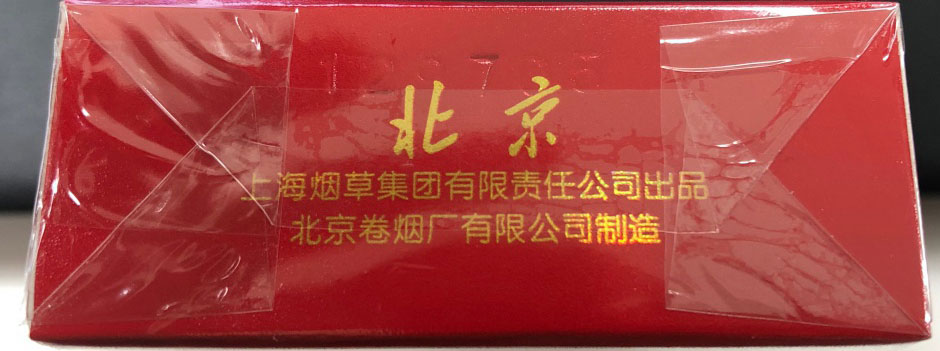 北京
上海烟草集团有限责任公司出品
北京卷烟厂有限公司制造